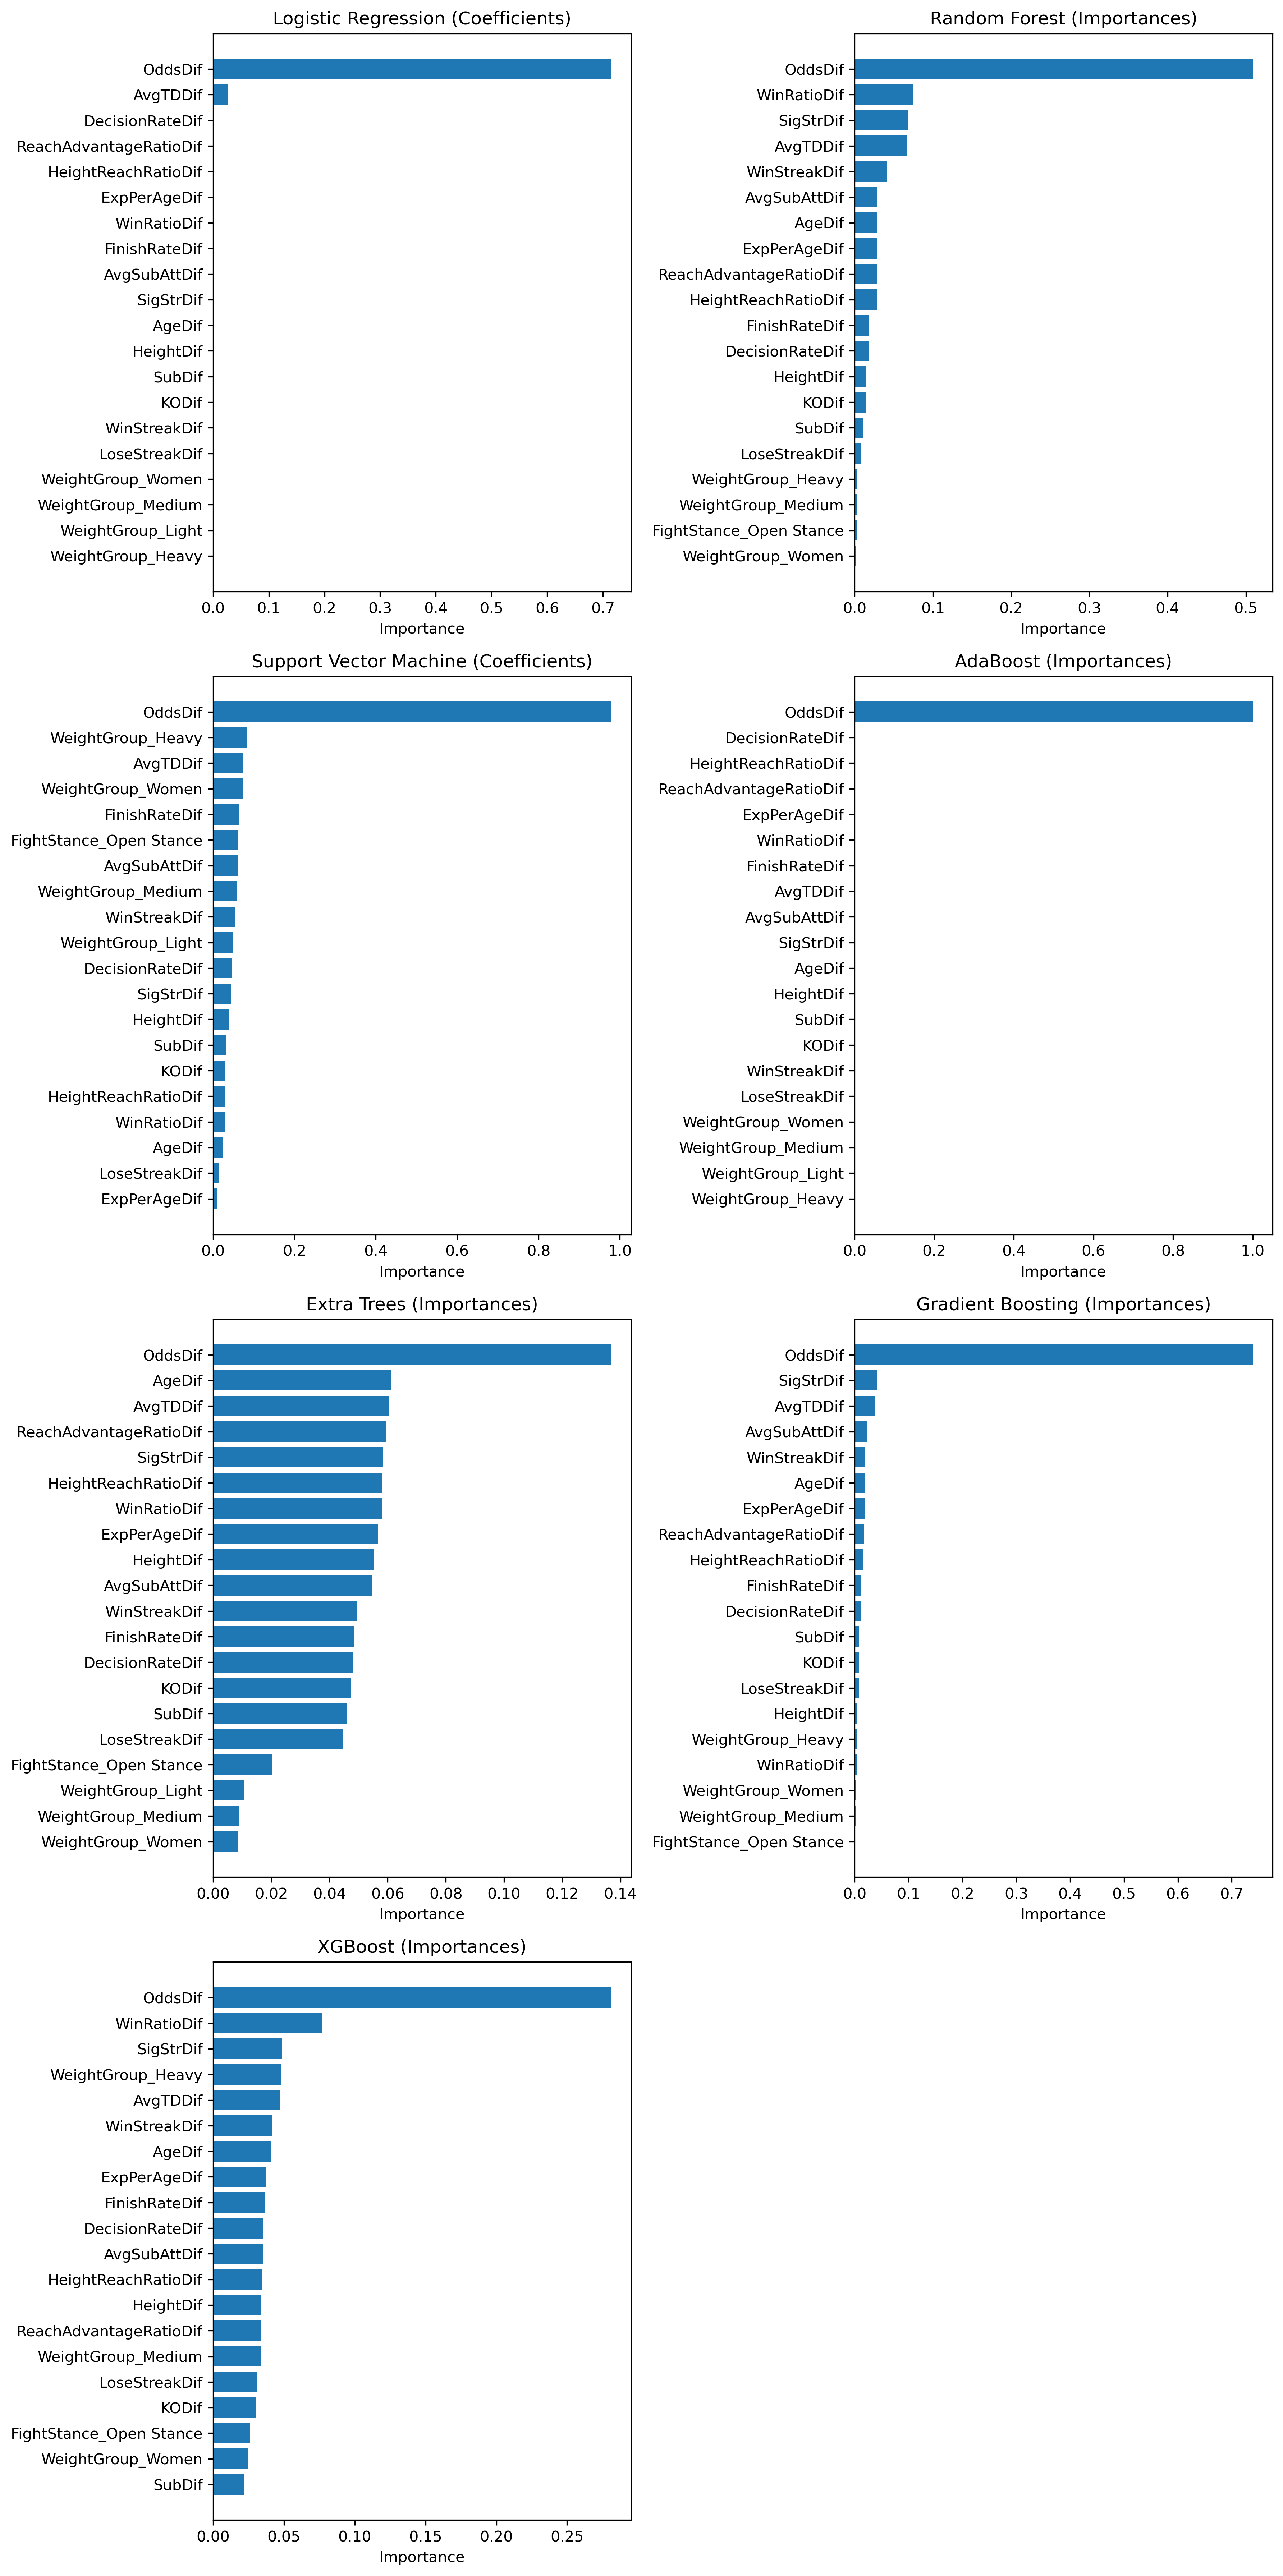 Logistic Regression (Coefficients)
OddsDif
AvgTDDif
DecisionRateDif
ReachAdvantageRatioDif
HeightReachRatioDif
ExpPerAgeDif
WinRatioDif
FinishRateDif
AvgSubAttDif
SigStrDif
AgeDif
HeightDif
SubDif
KODif
WinStreakDif
LoseStreakDif
WeightGroup_Women
WeightGroup_Medium
WeightGroup_Light
WeightGroup_Heavy
0.0 0.1 0.2 0.3 0.4 0.5 0.6 0.7
Importance
Random Forest (Importances)
OddsDif
WinRatioDif
SigStrDif
AvgTDDif
WinStreakDif
AvgSubAttDif
AgeDif
ExpPerAgeDif
ReachAdvantageRatioDif
HeightReachRatioDif
FinishRateDif
DecisionRateDif
HeightDif
KODif
SubDif
LoseStreakDif
WeightGroup_Heavy
WeightGroup_Medium
FightStance_Open Stance
WeightGroup_Women
0.0 0.1 0.2 0.3 0.4 0.5
Importance
Support Vector Machine (Coefficients)
OddsDif
WeightGroup_Heavy
AvgTDDif
WeightGroup_Women
FinishRateDif
FightStance_Open Stance
AvgSubAttDif
WeightGroup_Medium
WinStreakDif
WeightGroup_Light
DecisionRateDif
SigStrDif
HeightDif
SubDif
KODif
HeightReachRatioDif
WinRatioDif
AgeDif
LoseStreakDif
ExpPerAgeDif
0.0 0.2 0.4 0.6 0.8 1.0
Importance
AdaBoost (Importances)
OddsDif
DecisionRateDif
HeightReachRatioDif
ReachAdvantageRatioDif
ExpPerAgeDif
WinRatioDif
FinishRateDif
AvgTDDif
AvgSubAttDif
SigStrDif
AgeDif
HeightDif
SubDif
KODif
WinStreakDif
LoseStreakDif
WeightGroup_Women
WeightGroup_Medium
WeightGroup_Light
WeightGroup_Heavy
0.0 0.2 0.4 0.6 0.8 1.0
Importance
Extra Trees (Importances)
OddsDif
AgeDif
AvgTDDif
ReachAdvantageRatioDif
SigStrDif
HeightReachRatioDif
WinRatioDif
ExpPerAgeDif
HeightDif
AvgSubAttDif
WinStreakDif
FinishRateDif
DecisionRateDif
KODif
SubDif
LoseStreakDif
FightStance_Open Stance
WeightGroup_Light
WeightGroup_Medium
WeightGroup_Women
0.00 0.02 0.04 0.06 0.08 0.10 0.12 0.14
Importance
Gradient Boosting (Importances)
OddsDif
SigStrDif
AvgTDDif
AvgSubAttDif
WinStreakDif
AgeDif
ExpPerAgeDif
ReachAdvantageRatioDif
HeightReachRatioDif
FinishRateDif
DecisionRateDif
SubDif
KODif
LoseStreakDif
HeightDif
WeightGroup_Heavy
WinRatioDif
WeightGroup_Women
WeightGroup_Medium
FightStance_Open Stance
0.0 0.1 0.2 0.3 0.4 0.5 0.6 0.7
Importance
XGBoost (Importances)
OddsDif
WinRatioDif
SigStrDif
WeightGroup_Heavy
AvgTDDif
WinStreakDif
AgeDif
ExpPerAgeDif
FinishRateDif
DecisionRateDif
AvgSubAttDif
HeightReachRatioDif
HeightDif
ReachAdvantageRatioDif
WeightGroup_Medium
LoseStreakDif
KODif
FightStance_Open Stance
WeightGroup_Women
SubDif
0.00 0.05 0.10 0.15 0.20 0.25
Importance